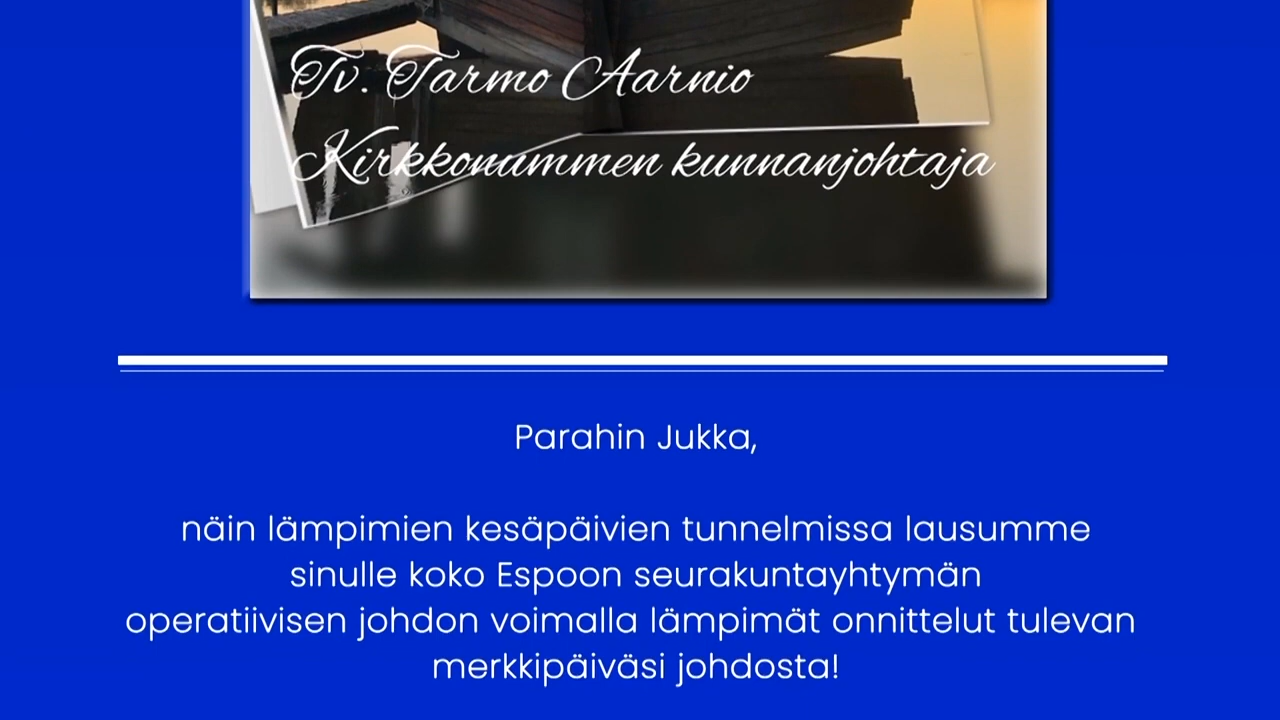 Tv. Tarmo Aarnio
Kirkkonummen kunnanjohtaja
Parahin Jukka,
näin lämpimien kesäpäivien tunnelmissa lausumme
sinulle koko Espoon seurakuntayhtymän
operatiivisen johdon voimalla lämpimät onnittelut tulevan
merkkipäiväsi johdosta!